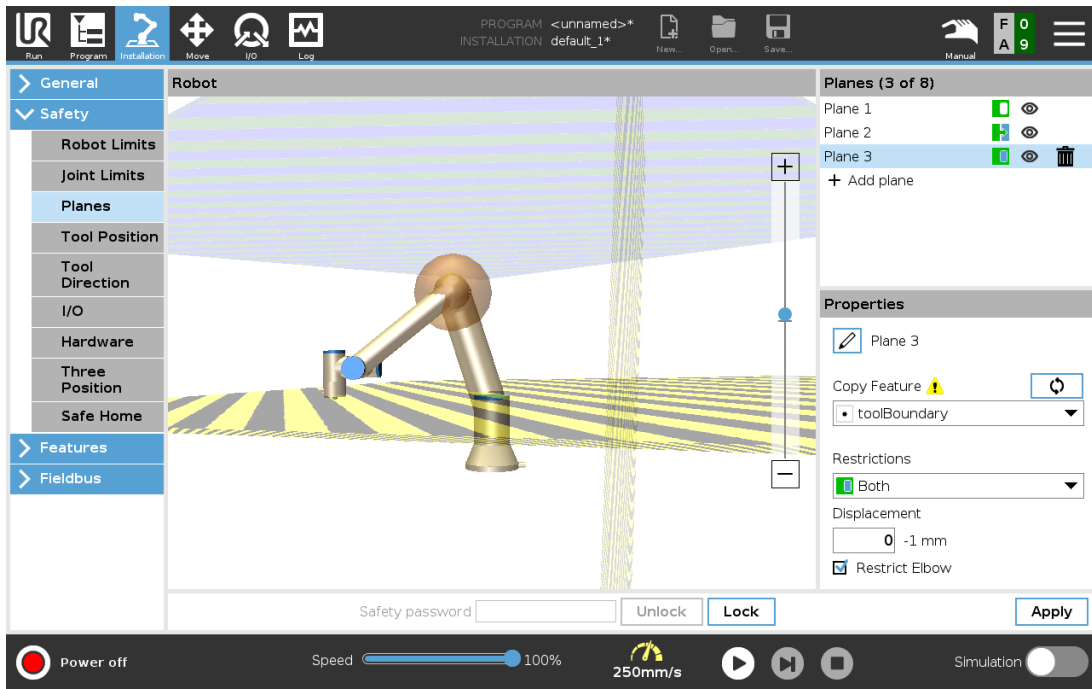 UR
Run
Program
Installation
Move
I/O
Log
PROGRAM <unnamed>*
INSTALLATION default_1*
New...
Open...
Save...
Manual
F 0
A 9
General
Safety
Robot Limits
Joint Limits
Planes
Tool Position
Tool
Direction
I/O
Hardware
Three
Position
Safe Home
Features
Fieldbus
Robot
Planes (3 of 8)
Plane 1
Plane 2
Plane 3
+ Add plane
Properties
Plane 3
Copy Feature
toolBoundary
Restrictions
Both
Displacement
0 -1 mm
Restrict Elbow
Safety password
Unlock
Lock
Apply
Power off
Speed
100%
250mm/s
Simulation